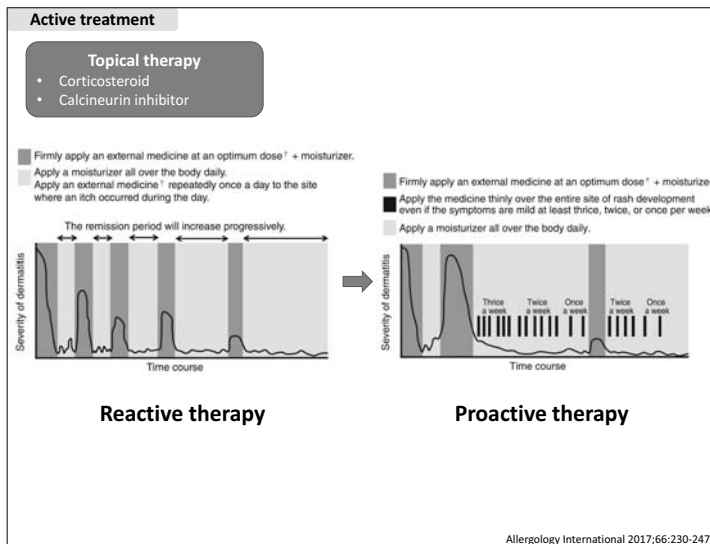 Active treatment
Topical therapy
• Corticosteroid
• Calcineurin inhibitor
Firmly apply an external medicine at an optimum dose† + moisturizer.
Apply a moisturizer all over the body daily.
Apply an external medicine† repeatedly once a day to the site
where an itch occurred during the day.
The remission period will increase progressively.
Severity of dermatitis
Time course
Reactive therapy
Firmly apply an external medicine at an optimum dose† + moisturize
Apply the medicine thinly over the entire site of rash development
even if the symptoms are mild at least thrice, twice, or once per week
Apply a moisturizer all over the body daily.
Thrice
a week
Twice
a week
Once
a week
Twice
a week
Once
a week
Severity of dermatitis
Time course
Proactive therapy
Allergology International 2017;66:230-247